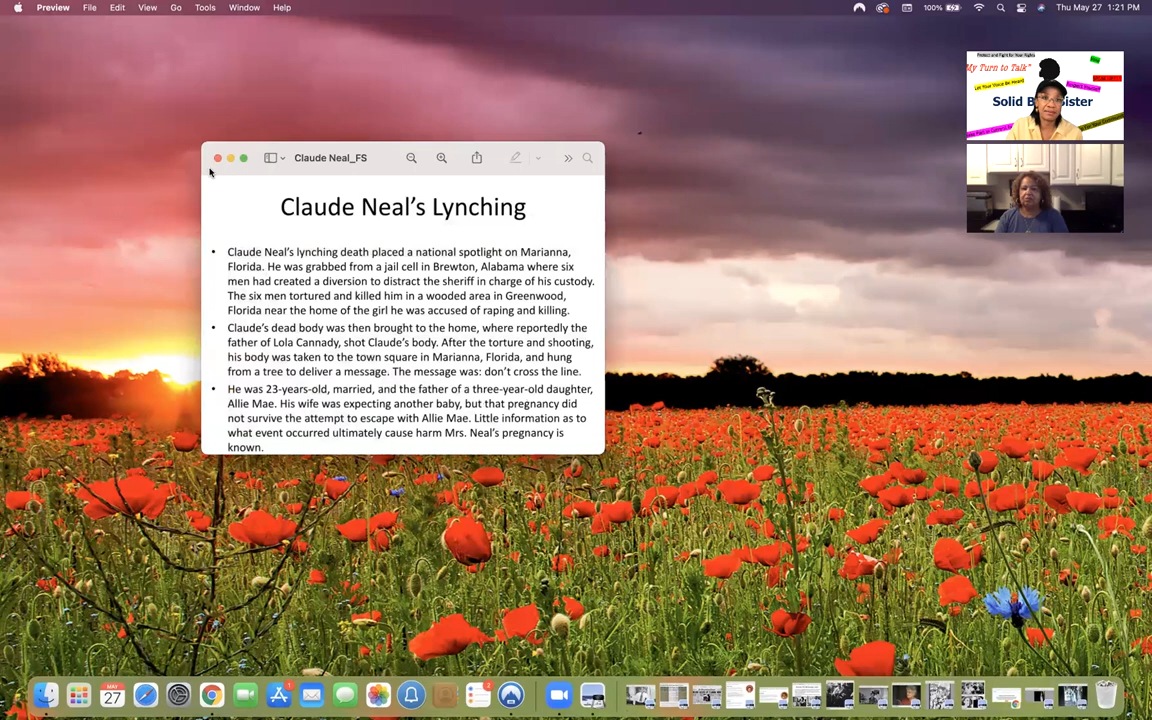 Preview File Edit View Go Tools Window Help
100% Thu May 27 1:21 PM
My Turn to Talk"
Let Your Voice Be Heard
Solid B Sister
Claude Neal_FS
Claude Neal's Lynching
• Claude Neal's lynching death placed a national spotlight on Marianna,
Florida. He was grabbed from a jail cell in Brewton, Alabama where six
men had created a diversion to distract the sheriff in charge of his custody.
The six men tortured and killed him in a wooded area in Greenwood,
Florida near the home of the girl he was accused of raping and killing.
• Claude's dead body was then brought to the home, where reportedly the
father of Lola Cannady, shot Claude's body. After the torture and shooting,
his body was taken to the town square in Marianna, Florida, and hung
from a tree to deliver a message. The message was: don't cross the line.
• He was 23-years-old, married, and the father of a three-year-old daughter,
Allie Mae. His wife was expecting another baby, but that pregnancy did
not survive the attempt to escape with Allie Mae. Little information as to
what event occurred ultimately cause harm Mrs. Neal's pregnancy is
known.
MAY
27